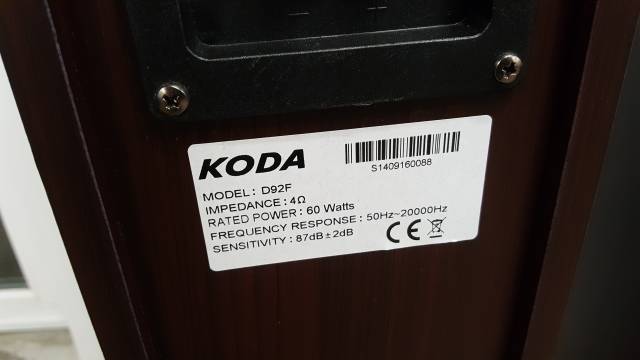 KODA
S1409160088
MODEL: D92F
IMPEDANCE: 4Ω
RATED POWER: 60 Watts
FREQUENCY RESPONSE: 50Hz~20000Hz
SENSITIVITY: 87dB±2dB
CE